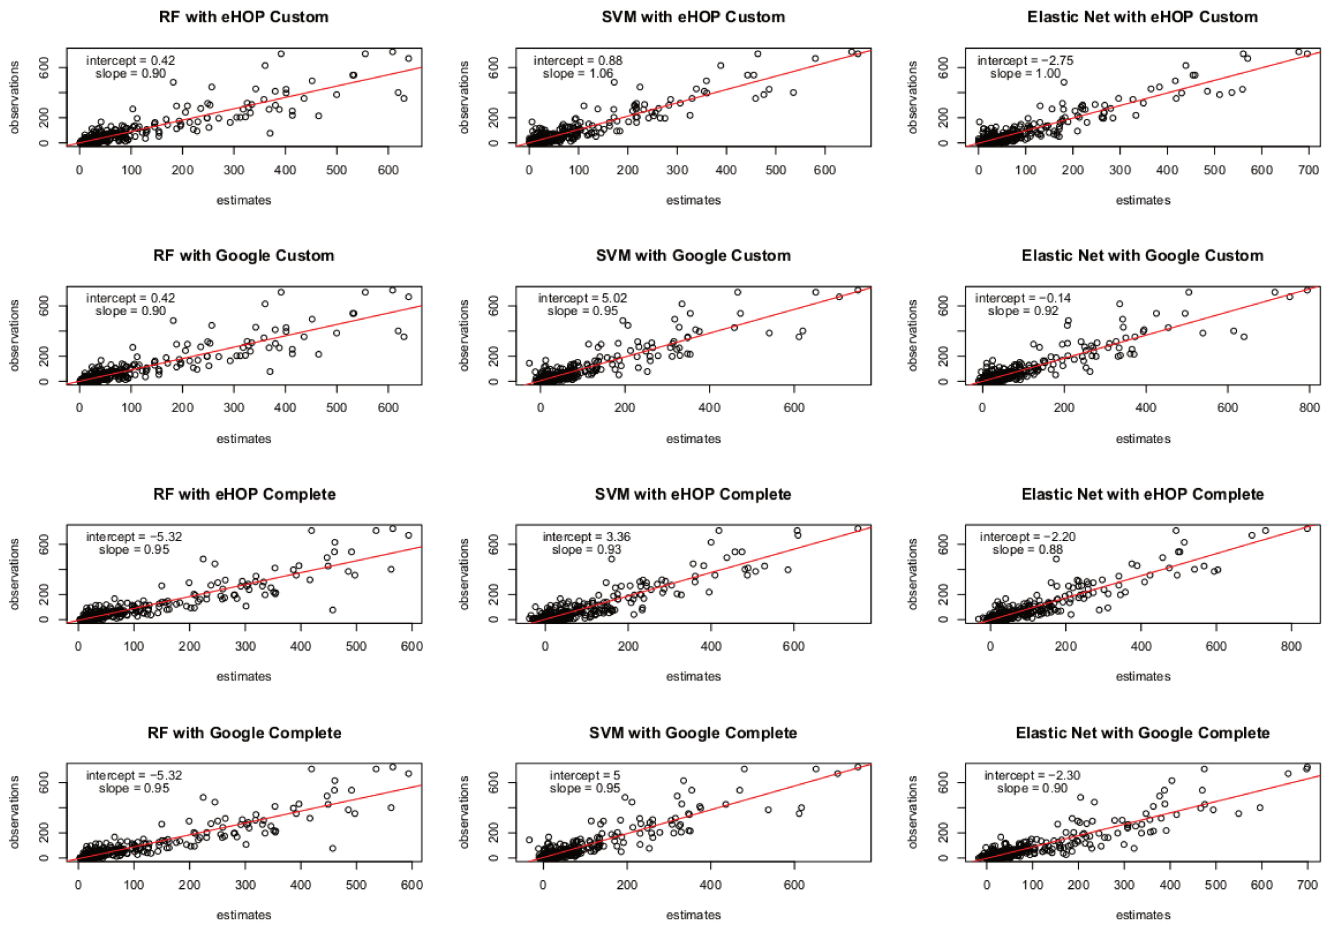 RF with eHOP Custom
observations
intercept = 0.42
slope = 0.90
600
200
0
0 100 200 300 400 500 600
estimates
SVM with eHOP Custom
observations
intercept = 0.88
slope = 1.06
600
200
0
0 100 200 300 400 500 600
estimates
Elastic Net with eHOP Custom
observations
intercept = −2.75
slope = 1.00
600
200
0
0 100 200 300 400 500 600 700
estimates
RF with Google Custom
observations
intercept = 0.42
slope = 0.90
600
200
0
0 100 200 300 400 500 600
estimates
SVM with Google Custom
observations
intercept = 5.02
slope = 0.95
600
200
0
0 200 400 600
estimates
Elastic Net with Google Custom
observations
intercept = −0.14
slope = 0.92
600
200
0
0 200 400 600 800
estimates
RF with eHOP Complete
observations
intercept = −5.32
slope = 0.95
600
200
0
0 100 200 300 400 500 600
estimates
SVM with eHOP Complete
observations
intercept = 3.36
slope = 0.93
600
200
0
0 200 400 600
estimates
Elastic Net with eHOP Complete
observations
intercept = −2.20
slope = 0.88
600
200
0
0 200 400 600 800
estimates
RF with Google Complete
observations
intercept = −5.32
slope = 0.95
600
200
0
0 100 200 300 400 500 600
estimates
SVM with Google Complete
observations
intercept = 5
slope = 0.95
600
200
0
0 200 400 600
estimates
Elastic Net with Google Complete
observations
intercept = −2.30
slope = 0.90
600
200
0
0 100 200 300 400 500 600 700
estimates